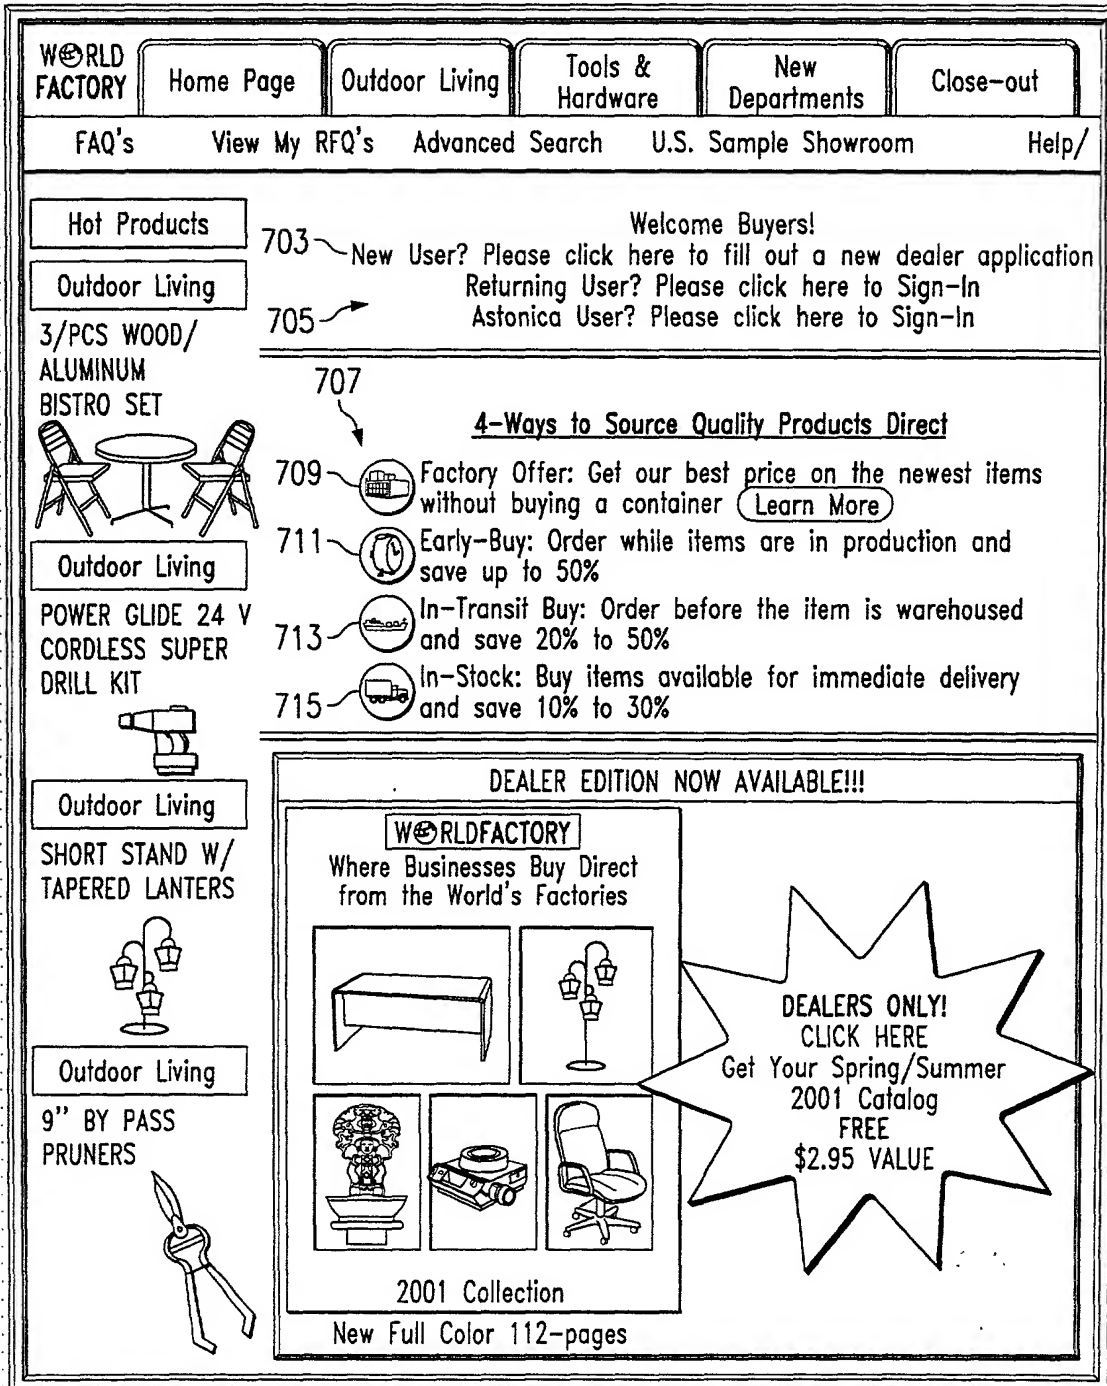 WORLD
FACTORY
Home Page
Outdoor Living
Tools &
Hardware
New
Departments
Close-out
FAQ's View My RFQ's Advanced Search U.S. Sample Showroom Help/
Hot Products
Outdoor Living
3/PCS WOOD/
ALUMINUM
BISTRO SET
Outdoor Living
POWER GLIDE 24 V
CORDLESS SUPER
DRILL KIT
Outdoor Living
SHORT STAND W/
TAPERED LANTERS
Outdoor Living
9" BY PASS
PRUNERS
Welcome Buyers!
703
New User? Please click here to fill out a new dealer application
Returning User? Please click here to Sign-In
705
Astonica User? Please click here to Sign-In
707
4-Ways to Source Quality Products Direct
709
Factory Offer: Get our best price on the newest items
without buying a container Learn More
711
Early-Buy: Order while items are in production and
save up to 50%
713
In-Transit Buy: Order before the item is warehoused
and save 20% to 50%
715
In-Stock: Buy items available for immediate delivery
and save 10% to 30%
DEALER EDITION NOW AVAILABLE!!!
WORLDFACTORY
Where Businesses Buy Direct
from the World's Factories
2001 Collection
New Full Color 112-pages
DEALERS ONLY!
CLICK HERE
Get Your Spring/Summer
2001 Catalog
FREE
$2.95 VALUE